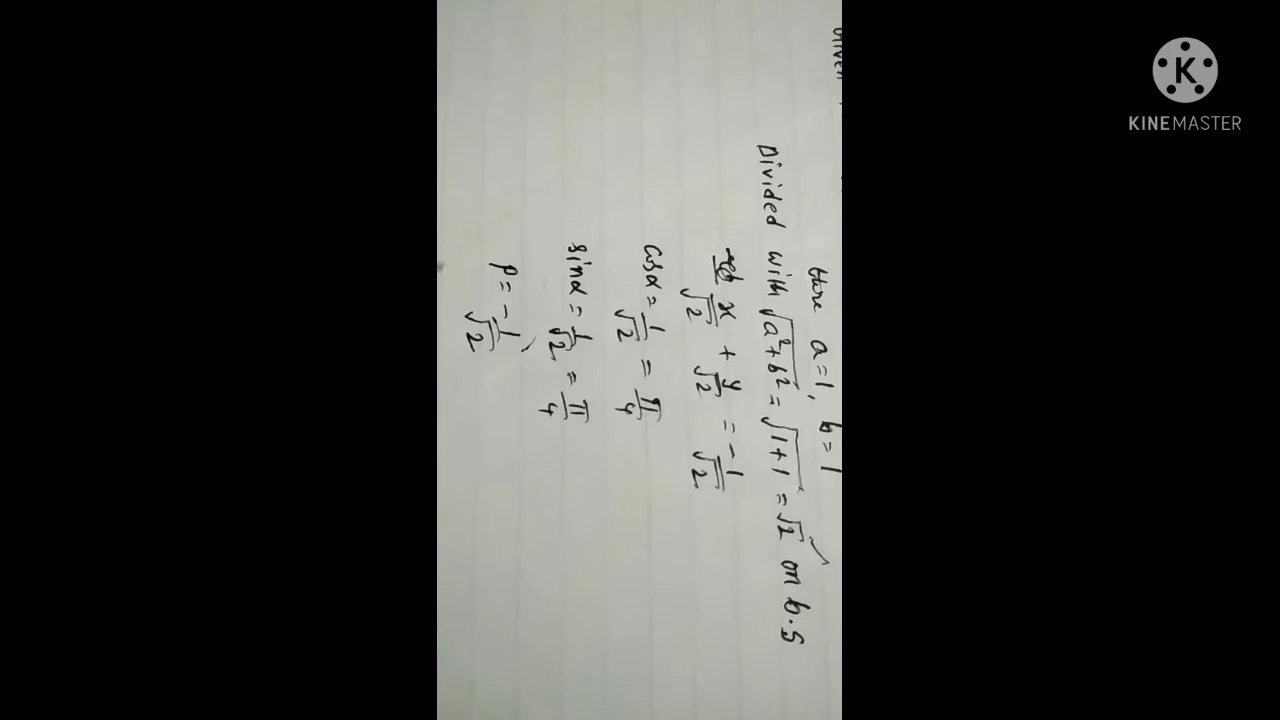 Given
Here a=1, b=1
Divided with √a²+b² = √1+1 = √2 on b.s
x/√2 + y/√2 = -1/√2
cosα = 1/√2 = π/4
sinα = 1/√2 = π/4
P = -1/√2
K
KINEMASTER